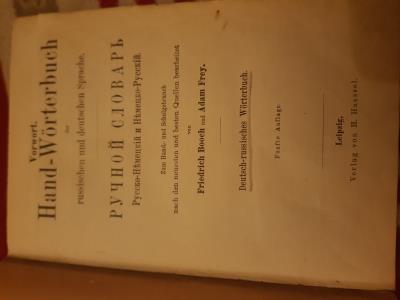 Vorwort.
Hand-Wörterbuch
der
russischen und deutschen Sprache.
РУЧНОЙ СЛОВАРЬ
Русско-Нѣмецкій и Нѣмецко-Русскій.
Zum Hand- und Schulgebrauch
nach den neuesten und besten Quellen bearbeitet
von
Friedrich Booch und Adam Frey.
Deutsch-russisches Wörterbuch.
Fünfte Auflage.
Leipzig,
Verlag von H. Haessel.